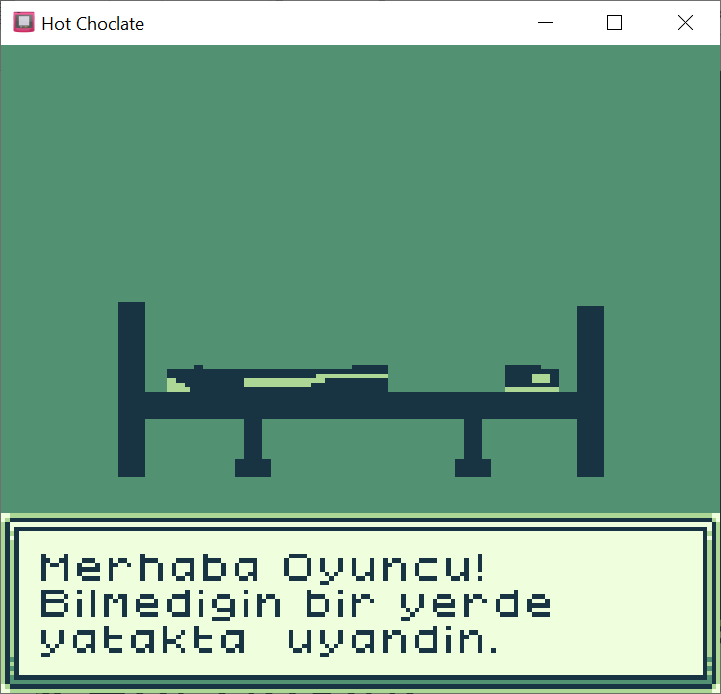 Hot Choclate
Merhaba Oyuncu!
Bilmedigin bir yerde
yatakta  uyandin.